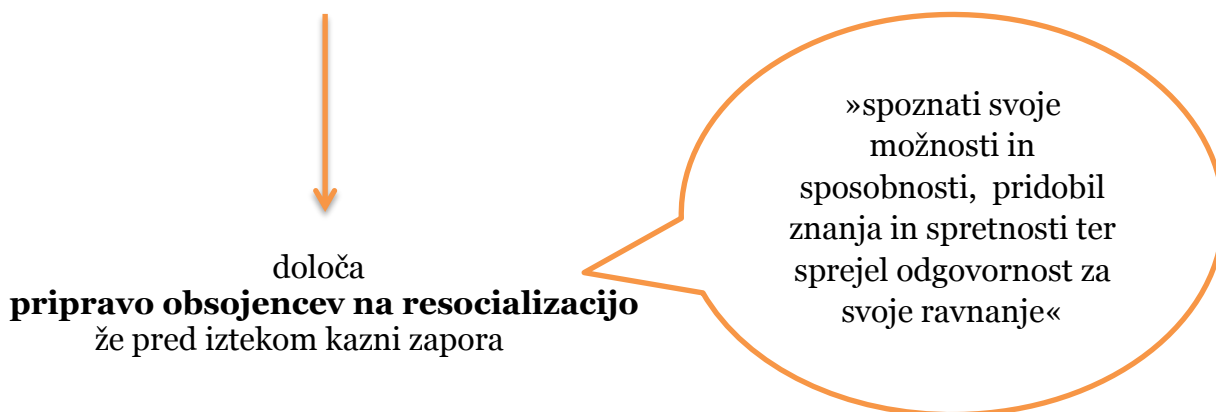 določa
pripravo obsojencev na resocializacijo
že pred iztekom kazni zapora
»spoznati svoje
možnosti in
sposobnosti, pridobil
znanja in spretnosti ter
sprejel odgovornost za
svoje ravnanje«